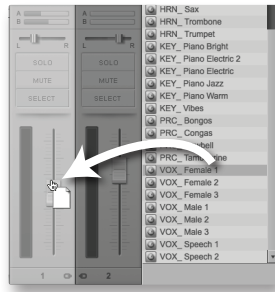 A
B
A
B
L R
L R
SOLO
MUTE
SELECT
SOLO
MUTE
SELECT
1
2
HRN_ Sax
HRN_ Trombone
HRN_ Trumpet
KEY_ Piano Bright
KEY_ Piano Electric 2
KEY_ Piano Electric
KEY_ Piano Jazz
KEY_ Piano Warm
KEY_ Vibes
PRC_ Bongos
PRC_ Congas
PRC_
VOX_ Female 1
VOX_ Female 2
VOX_ Female 3
VOX_ Male 1
VOX_ Male 2
VOX_ Male 3
VOX_ Speech 1
VOX_ Speech 2